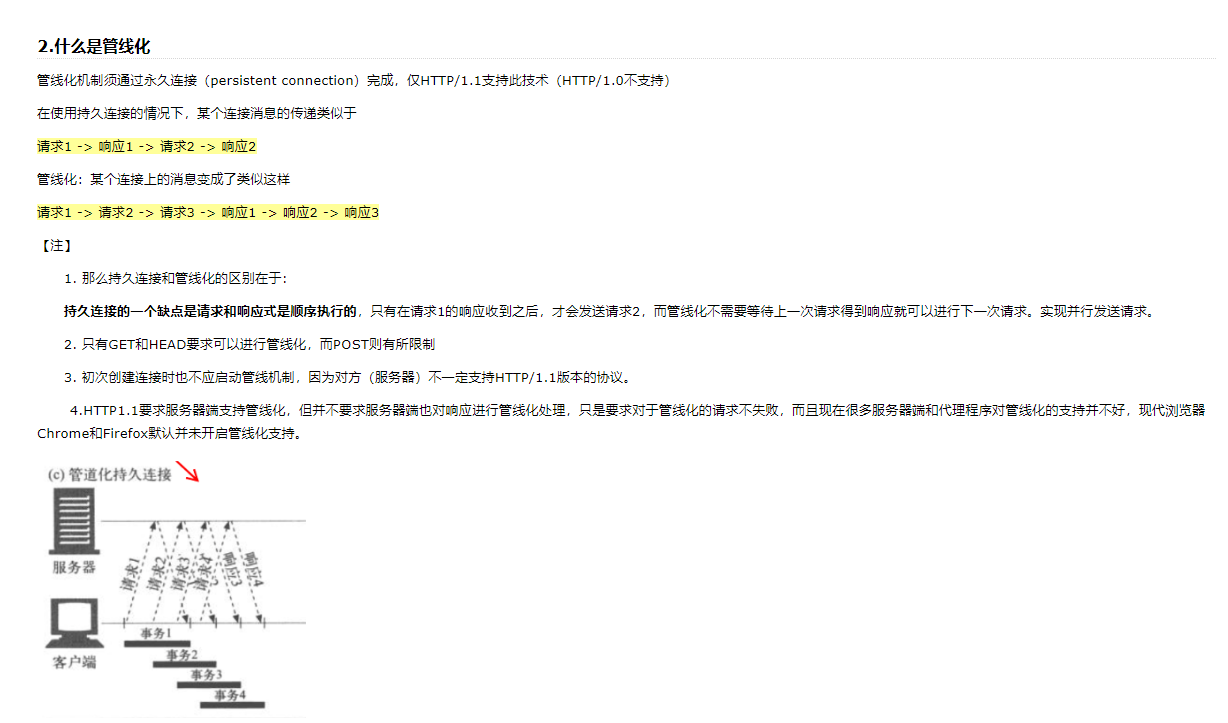 2.什么是管线化
管线化机制须通过永久连接（persistent connection）完成，仅HTTP/1.1支持此技术（HTTP/1.0不支持）
在使用持久连接的情况下，某个连接消息的传递类似于
请求1 -> 响应1 -> 请求2 -> 响应2
管线化：某个连接上的消息变成了类似这样
请求1 -> 请求2 -> 请求3 -> 响应1 -> 响应2 -> 响应3
【注】
1. 那么持久连接和管线化的区别在于：
持久连接的一个缺点是请求和响应式是顺序执行的，只有在请求1的响应收到之后，才会发送请求2，而管线化不需要等待上一次请求得到响应就可以进行下一次请求。实现并行发送请求。
2. 只有GET和HEAD要求可以进行管线化，而POST则有所限制
3. 初次创建连接时也不应启动管线机制，因为对方（服务器）不一定支持HTTP/1.1版本的协议。
4.HTTP1.1要求服务器端支持管线化，但并不要求服务器端也对响应进行管线化处理，只是要求对于管线化的请求不失败，而且现在很多服务器端和代理程序对管线化的支持并不好，现代浏览器
Chrome和Firefox默认并未开启管线化支持。
(c) 管道化持久连接
服务器
请求1
请求2
请求3
请求4
响应3
响应4
客户端
事务1
事务2
事务3
事务4